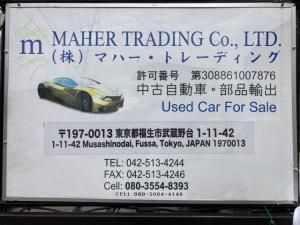 m MAHER TRADING Co., LTD.
(株) マハー・トレーディング
許可番号 第308861007876
中古自動車。部品輸出
Used Car For Sale
〒197-0013 東京都福生市武蔵野台 1-11-42
1-11-42 Musashinodai, Fussa, Tokyo, JAPAN 1970013
TEL: 042-513-4244
FAX: 042-513-4246
Cell: 080-3554-8393
CELL:080-5004-4140